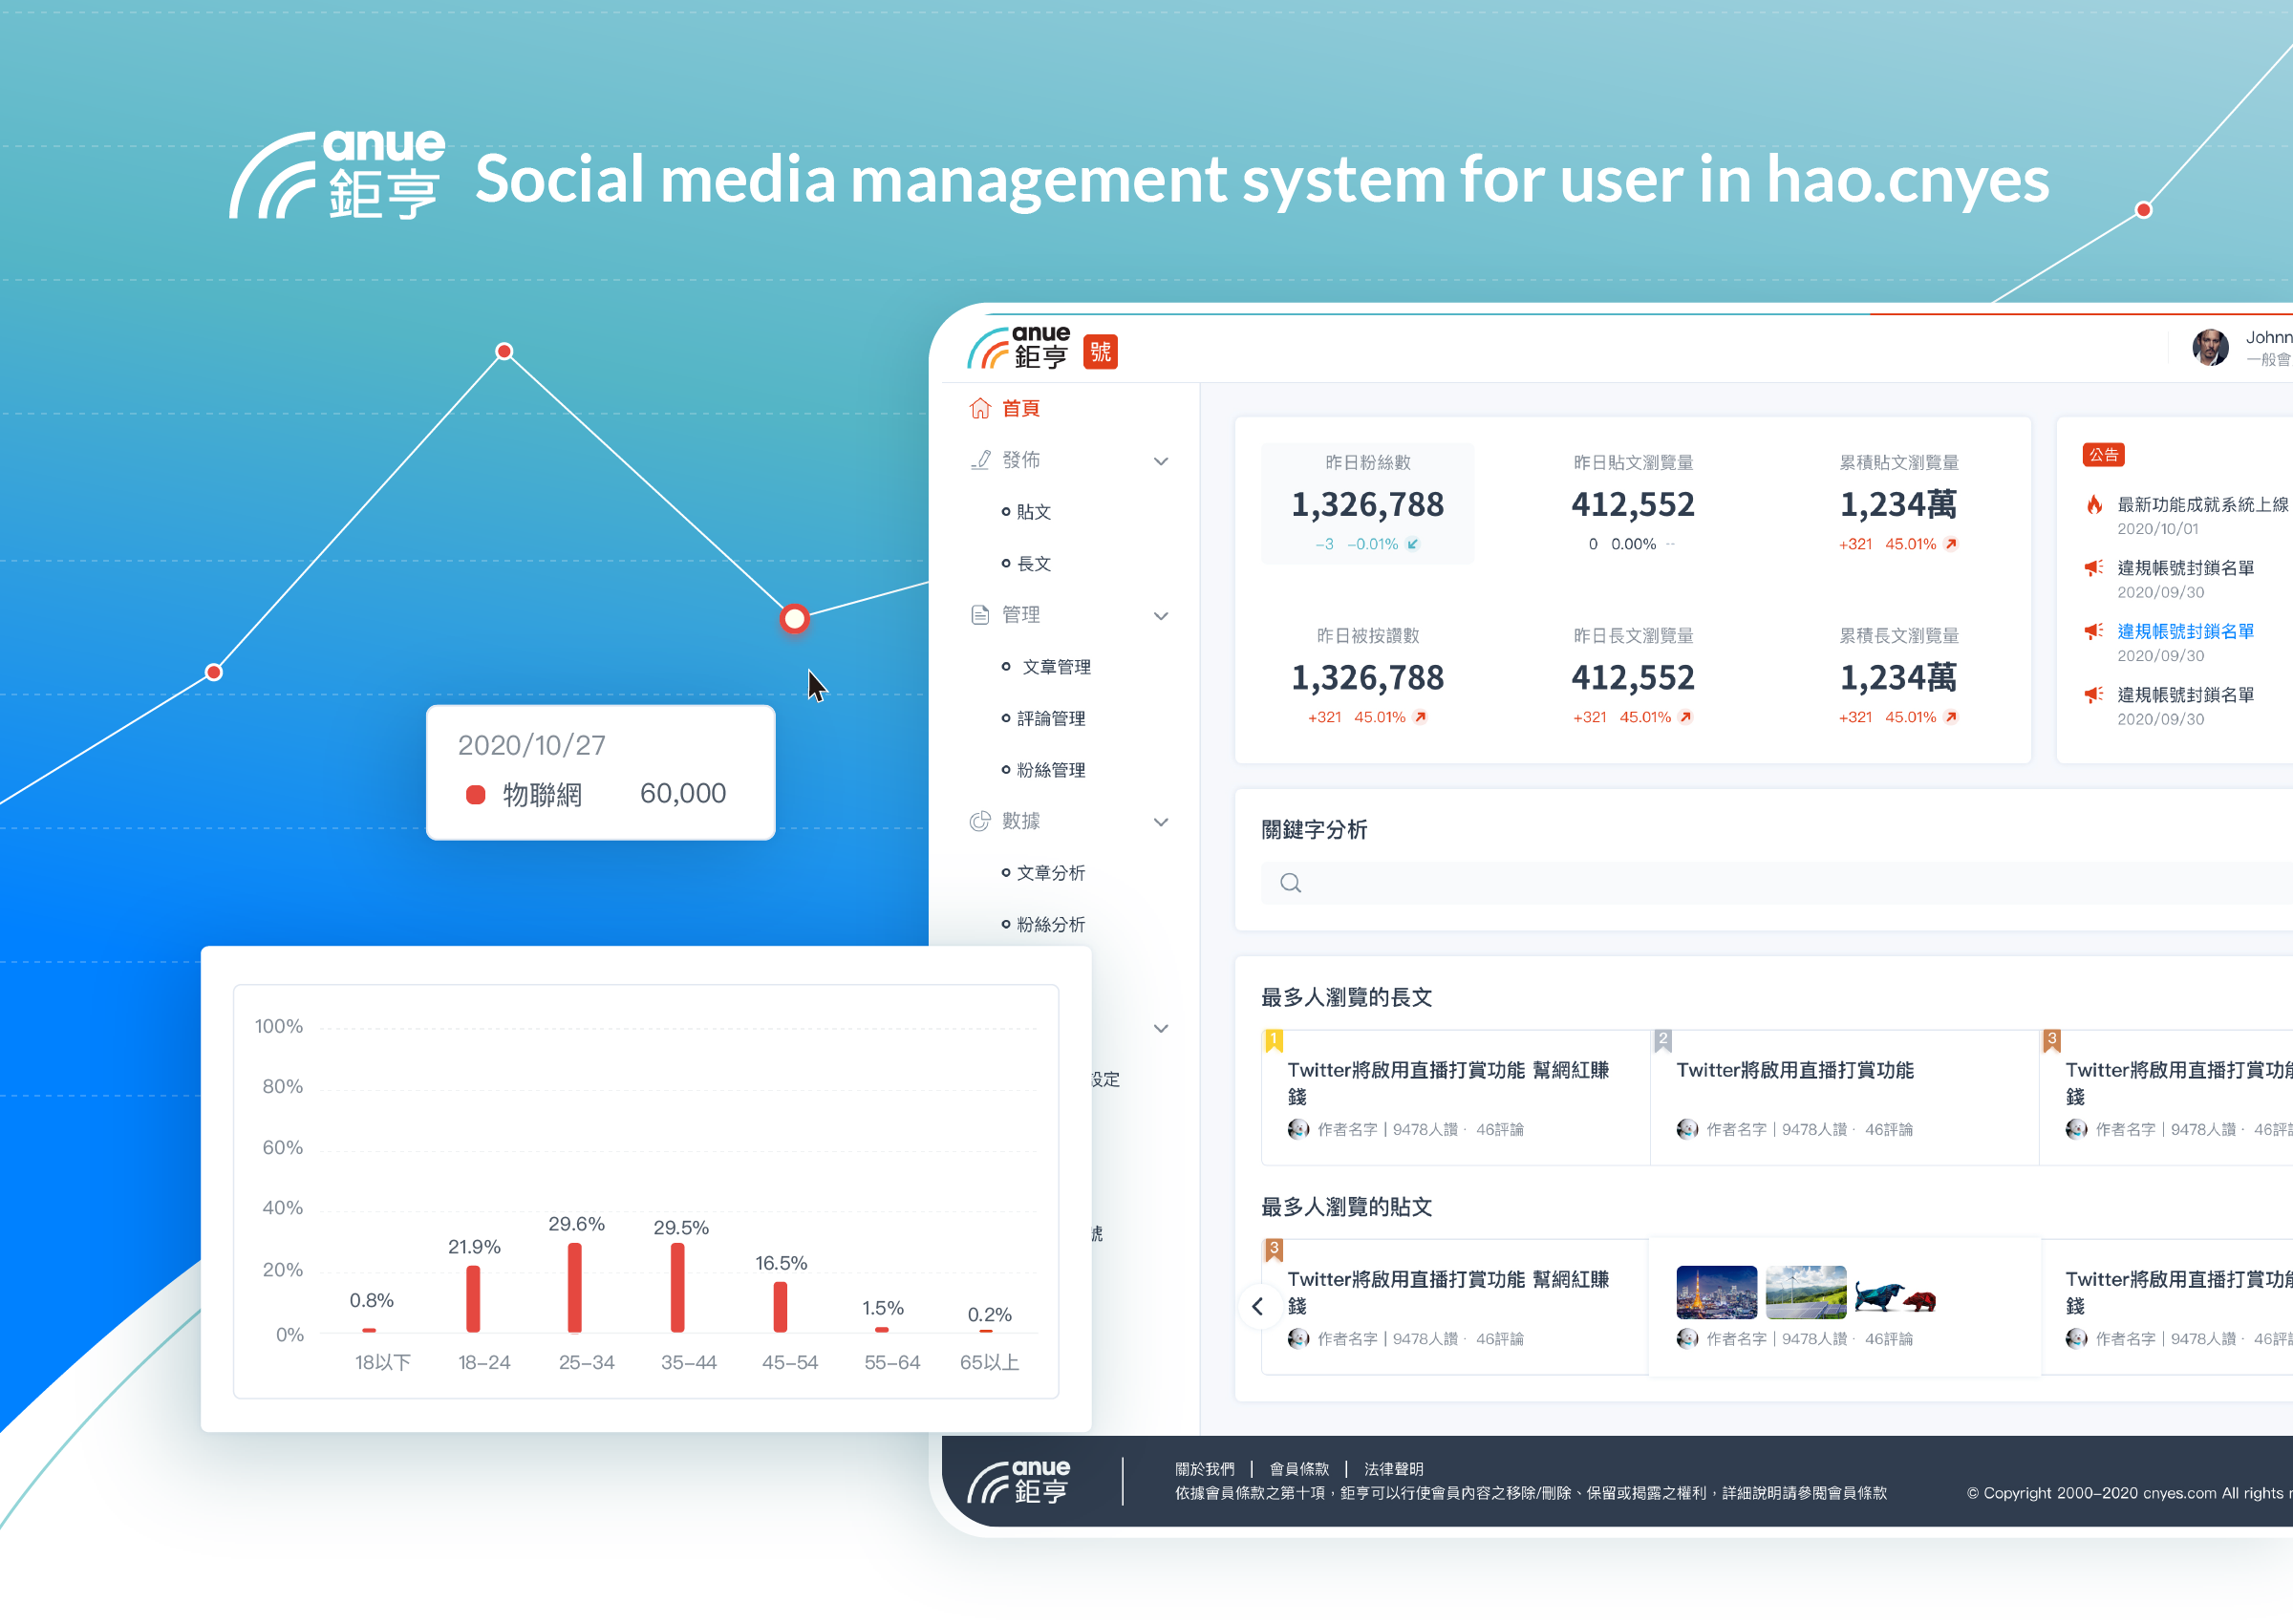 anue
鉅亨
Social media management system for user in hao.cnyes
anue
鉅亨
號
Johnn
一般會
首頁
發佈
貼文
長文
管理
文章管理
評論管理
粉絲管理
數據
文章分析
粉絲分析
設定
號
昨日粉絲數
1,326,788
-3 -0.01%
昨日貼文瀏覽量
412,552
0 0.00% --
累積貼文瀏覽量
1,234萬
+321 45.01%
昨日被按讚數
1,326,788
+321 45.01%
昨日長文瀏覽量
412,552
+321 45.01%
累積長文瀏覽量
1,234萬
+321 45.01%
公告
最新功能成就系統上線
2020/10/01
違規帳號封鎖名單
2020/09/30
違規帳號封鎖名單
2020/09/30
違規帳號封鎖名單
2020/09/30
關鍵字分析
最多人瀏覽的長文
1
Twitter將啟用直播打賞功能 幫網紅賺
錢
作者名字 | 9478人讚 · 46評論
2
Twitter將啟用直播打賞功能
作者名字 | 9478人讚 · 46評論
3
Twitter將啟用直播打賞功能
錢
作者名字 | 9478人讚 · 46評
最多人瀏覽的貼文
3
Twitter將啟用直播打賞功能 幫網紅賺
錢
作者名字 | 9478人讚 · 46評論
作者名字 | 9478人讚 · 46評論
Twitter將啟用直播打賞功能
錢
作者名字 | 9478人讚 · 46評
2020/10/27
物聯網 60,000
100%
80%
60%
40%
20%
0%
0.8%
21.9%
29.6%
29.5%
16.5%
1.5%
0.2%
18以下
18-24
25-34
35-44
45-54
55-64
65以上
anue
鉅亨
關於我們 | 會員條款 | 法律聲明
依據會員條款之第十項，鉅亨可以行使會員內容之移除/刪除、保留或揭露之權利，詳細說明請參閱會員條款
© Copyright 2000-2020 cnyes.com All rights